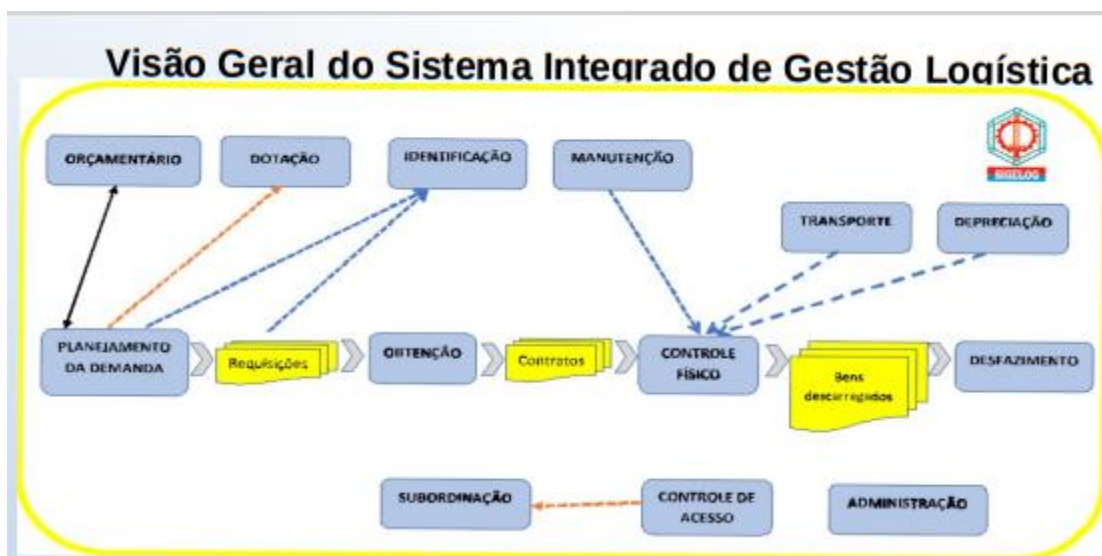 Visão Geral do Sistema Integrado de Gestão Logística
SIGELOG
ORÇAMENTÁRIO
DOTAÇÃO
IDENTIFICAÇÃO
MANUTENÇÃO
TRANSPORTE
DEPRECIAÇÃO
PLANEJAMENTO
DA DEMANDA
Requisições
OBTENÇÃO
Contratos
CONTROLE
FÍSICO
Bens
descarregados
DESFAZIMENTO
SUBORDINAÇÃO
CONTROLE DE
ACESSO
ADMINISTRAÇÃO